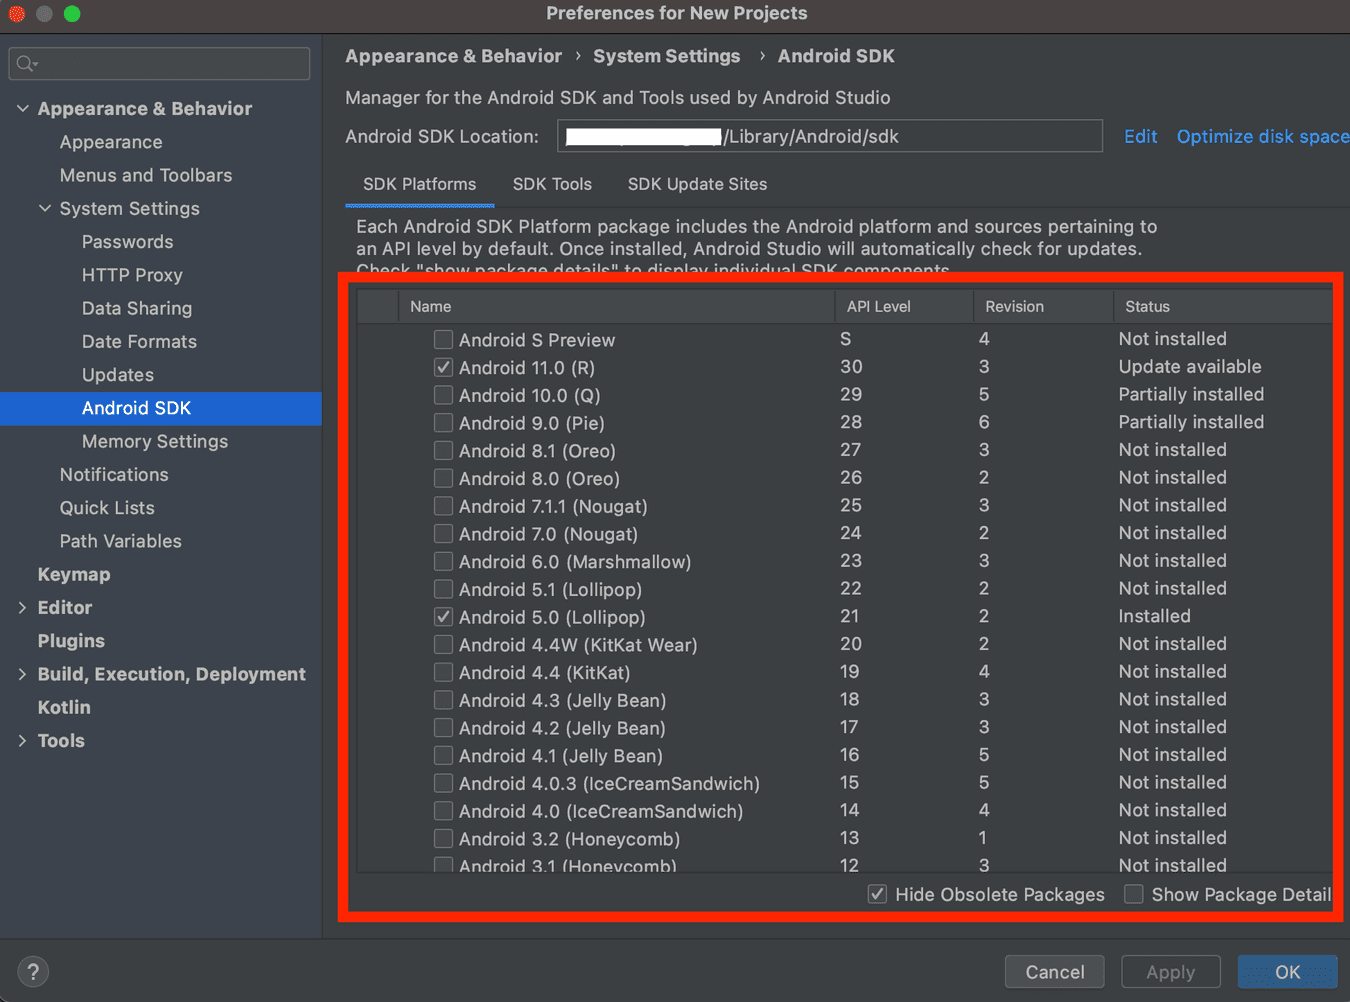 Preferences for New Projects
Appearance & Behavior
Appearance
Menus and Toolbars
System Settings
Passwords
HTTP Proxy
Data Sharing
Date Formats
Updates
Android SDK
Memory Settings
Notifications
Quick Lists
Path Variables
Keymap
Editor
Plugins
Build, Execution, Deployment
Kotlin
Tools
Appearance & Behavior › System Settings › Android SDK
Manager for the Android SDK and Tools used by Android Studio
Android SDK Location: /Library/Android/sdk Edit Optimize disk space
SDK Platforms SDK Tools SDK Update Sites
Each Android SDK Platform package includes the Android platform and sources pertaining to
an API level by default. Once installed, Android Studio will automatically check for updates.
Check "show package details" to display individual SDK components.
Name API Level Revision Status
Android S Preview S 4 Not installed
Android 11.0 (R) 30 3 Update available
Android 10.0 (Q) 29 5 Partially installed
Android 9.0 (Pie) 28 6 Partially installed
Android 8.1 (Oreo) 27 3 Not installed
Android 8.0 (Oreo) 26 2 Not installed
Android 7.1.1 (Nougat) 25 3 Not installed
Android 7.0 (Nougat) 24 2 Not installed
Android 6.0 (Marshmallow) 23 3 Not installed
Android 5.1 (Lollipop) 22 2 Not installed
Android 5.0 (Lollipop) 21 2 Installed
Android 4.4W (KitKat Wear) 20 2 Not installed
Android 4.4 (KitKat) 19 4 Not installed
Android 4.3 (Jelly Bean) 18 3 Not installed
Android 4.2 (Jelly Bean) 17 3 Not installed
Android 4.1 (Jelly Bean) 16 5 Not installed
Android 4.0.3 (IceCreamSandwich) 15 5 Not installed
Android 4.0 (IceCreamSandwich) 14 4 Not installed
Android 3.2 (Honeycomb) 13 1 Not installed
Android 3.1 (Honeycomb) 12 3 Not installed
Hide Obsolete Packages Show Package Detail
? Cancel Apply OK